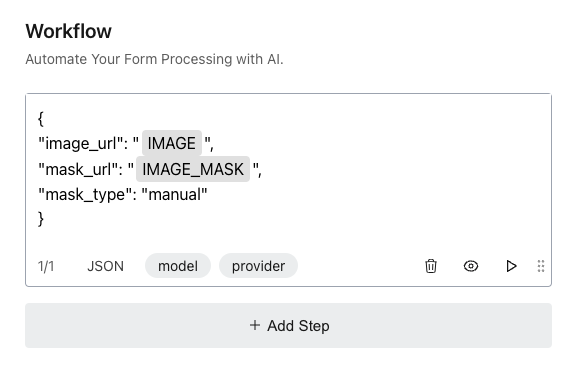 Workflow
Automate Your Form Processing with AI.
{
"image_url": " IMAGE ",
"mask_url": " IMAGE_MASK ",
"mask_type": "manual"
}
1/1 JSON model provider
+ Add Step